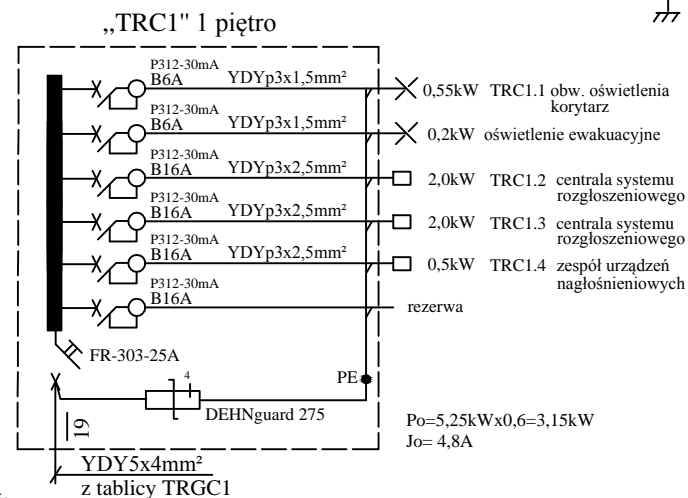 „TRC1" 1 piętro
P312-30mA
B6A YDYp3x1,5mm² 0,55kW TRC1.1 obw. oświetlenia
korytarz
P312-30mA
B6A YDYp3x1,5mm² 0,2kW oświetlenie ewakuacyjne
P312-30mA
B16A YDYp3x2,5mm² 2,0kW TRC1.2 centrala systemu
rozgłoszeniowego
P312-30mA
B16A YDYp3x2,5mm² 2,0kW TRC1.3 centrala systemu
rozgłoszeniowego
P312-30mA
B16A YDYp3x2,5mm² 0,5kW TRC1.4 zespół urządzeń
nagłośnieniowych
P312-30mA
B16A rezerwa
FR-303-25A
PE
4
DEHNguard 275
19
Po=5,25kWx0,6=3,15kW
Jo= 4,8A
YDY5x4mm²
z tablicy TRGC1